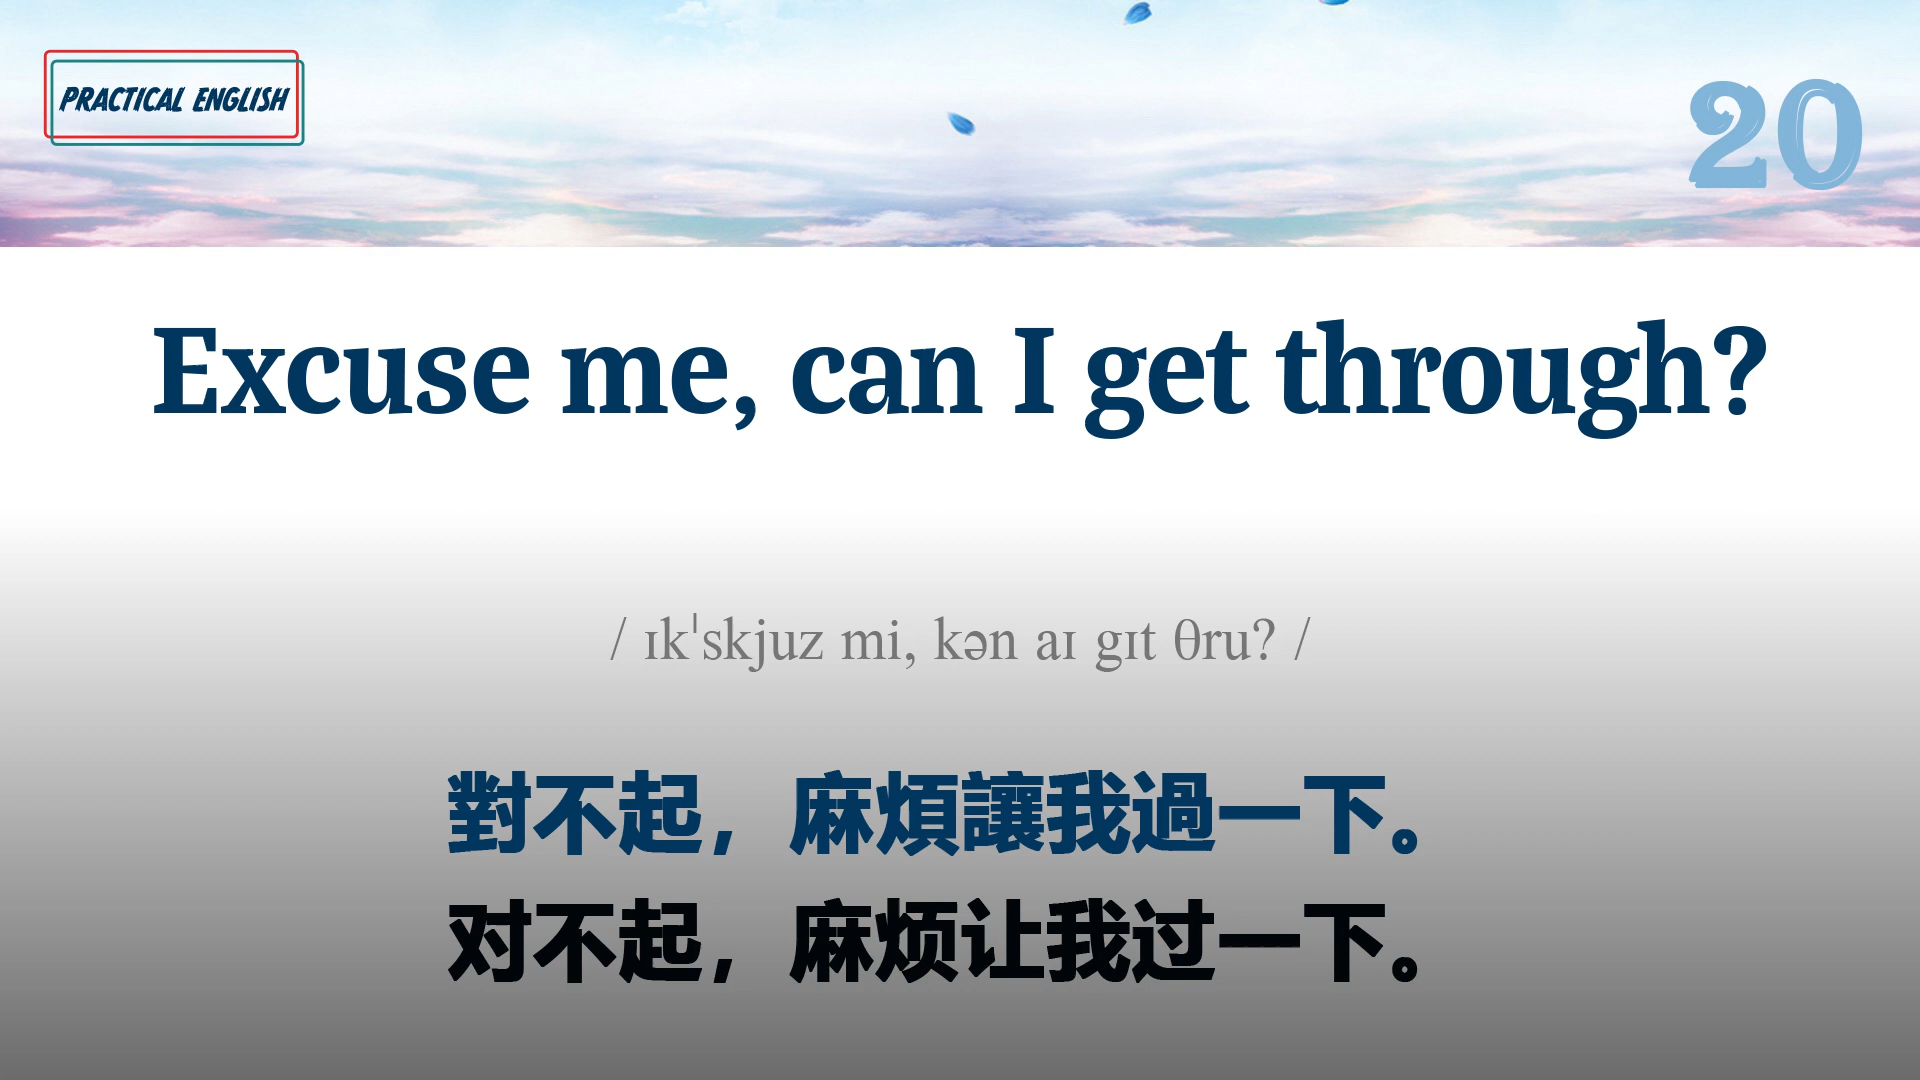 PRACTICAL ENGLISH
20
Excuse me, can I get through?
/ ɪkˈskjuz mi, kən aɪ gɪt θru? /
對不起，麻煩讓我過一下。
对不起，麻烦让我过一下。